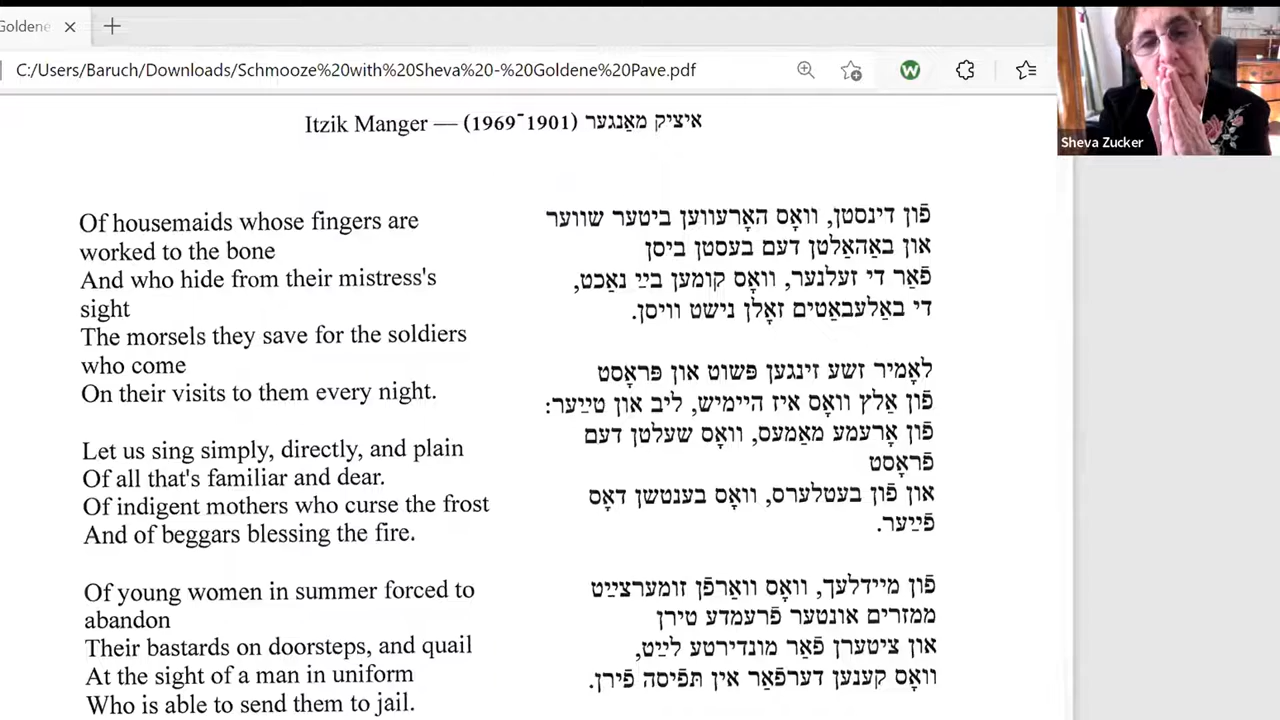 Goldene
C:/Users/Baruch/Downloads/Schmooze%20with%20Sheva%20-%20Goldene%20Pave.pdf
Sheva Zucker
Itzik Manger — (1969־1901) איציק מאַנגער
Of housemaids whose fingers are
worked to the bone
And who hide from their mistress's
sight
The morsels they save for the soldiers
who come
On their visits to them every night.
Let us sing simply, directly, and plain
Of all that's familiar and dear.
Of indigent mothers who curse the frost
And of beggars blessing the fire.
Of young women in summer forced to
abandon
Their bastards on doorsteps, and quail
At the sight of a man in uniform
Who is able to send them to jail.
פֿון דינסטן, וואָס האָרעווען ביטער שווער
און באַהאַלטן דעם בעסטן ביסן
פֿאַר די זעלנער, וואָס קומען בײַ נאַכט,
די באַלעבאַטים זאָלן נישט וויסן.
לאָמיר זשע זינגען פּשוט און פּראָסט
פֿון אַלץ וואָס איז היימיש, ליב און טײַער:
פֿון אָרעמע מאַמעס, וואָס שעלטן דעם
פֿראָסט
און פֿון בעטלערס, וואָס בענטשן דאָס
פֿײַער.
פֿון מיידלעך, וואָס וואַרפֿן זומערצײַט
ממזרים אונטער פֿרעמדע טירן
און ציטערן פֿאַר מונדירטע לײַט,
וואָס קענען דערפֿאַר אין תּפֿיסה פֿירן.